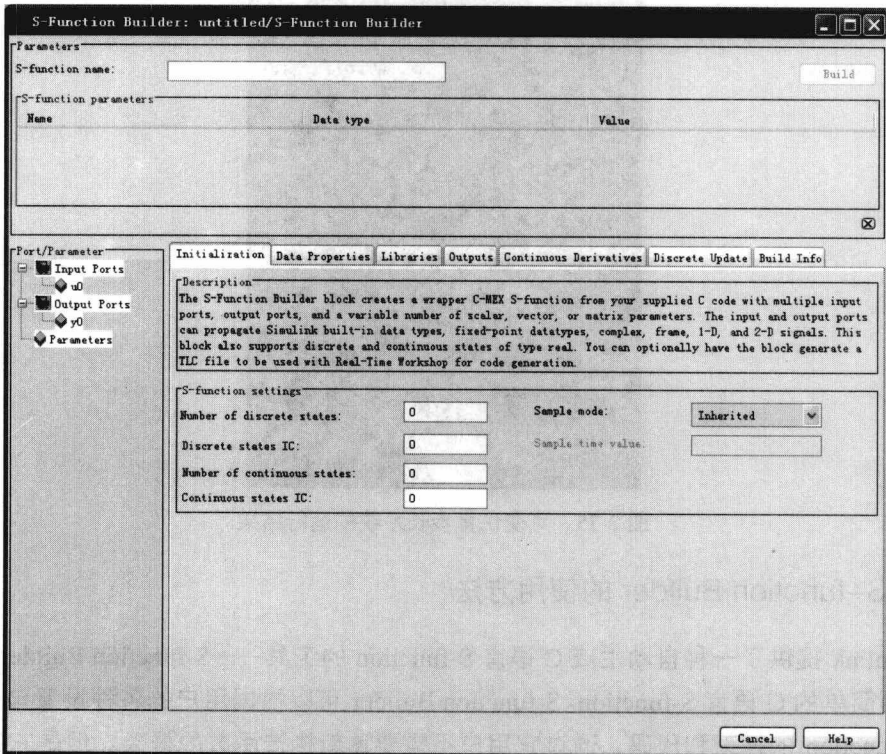 S-Function Builder: untitled/S-Function Builder
Parameters
S-function name:
Build
S-function parameters
Name Data type Value
Port/Parameter
Input Ports
u0
Output Ports
y0
Parameters
Initialization Data Properties Libraries Outputs Continuous Derivatives Discrete Update Build Info
Description
The S-Function Builder block creates a wrapper C-MEX S-function from your supplied C code with multiple input
ports, output ports, and a variable number of scalar, vector, or matrix parameters. The input and output ports
can propagate Simulink built-in data types, fixed-point datatypes, complex, frame, 1-D, and 2-D signals. This
block also supports discrete and continuous states of type real. You can optionally have the block generate a
TLC file to be used with Real-Time Workshop for code generation.
S-function settings
Number of discrete states: 0 Sample mode: Inherited
Discrete states IC: 0 Sample time value:
Number of continuous states: 0
Continuous states IC: 0
Cancel Help